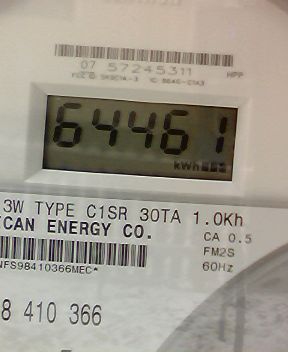 07 57245311 HPP
64461
kWh
3W TYPE C1SR 30TA 1.0Kh
CAN ENERGY CO.
CA 0.5
FM2S
NFS98410366MEC*
60Hz
8 410 366